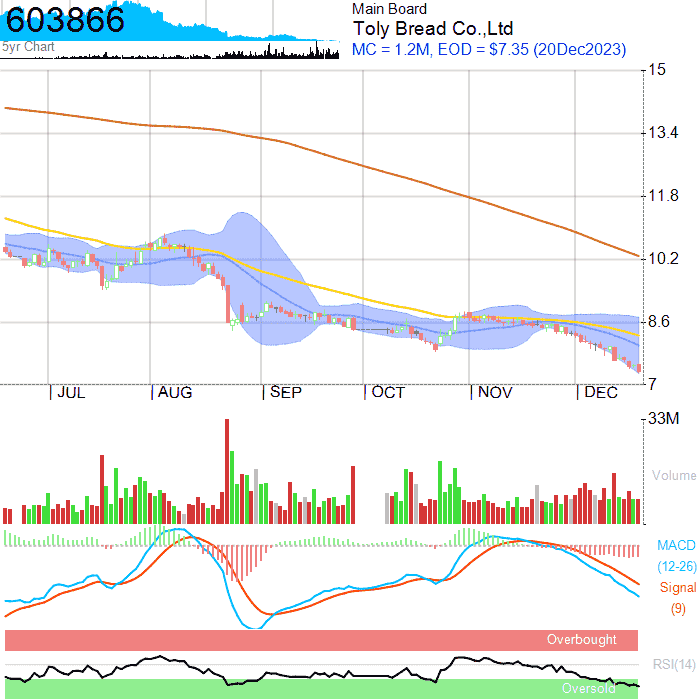 603866
5yr Chart
Main Board
Toly Bread Co.,Ltd
MC = 1.2M, EOD = $7.35 (20Dec2023)
15
13.4
11.8
10.2
8.6
7
JUL AUG SEP OCT NOV DEC
33M
Volume
MACD
(12-26)
Signal
(9)
Overbought
RSI(14)
Oversold